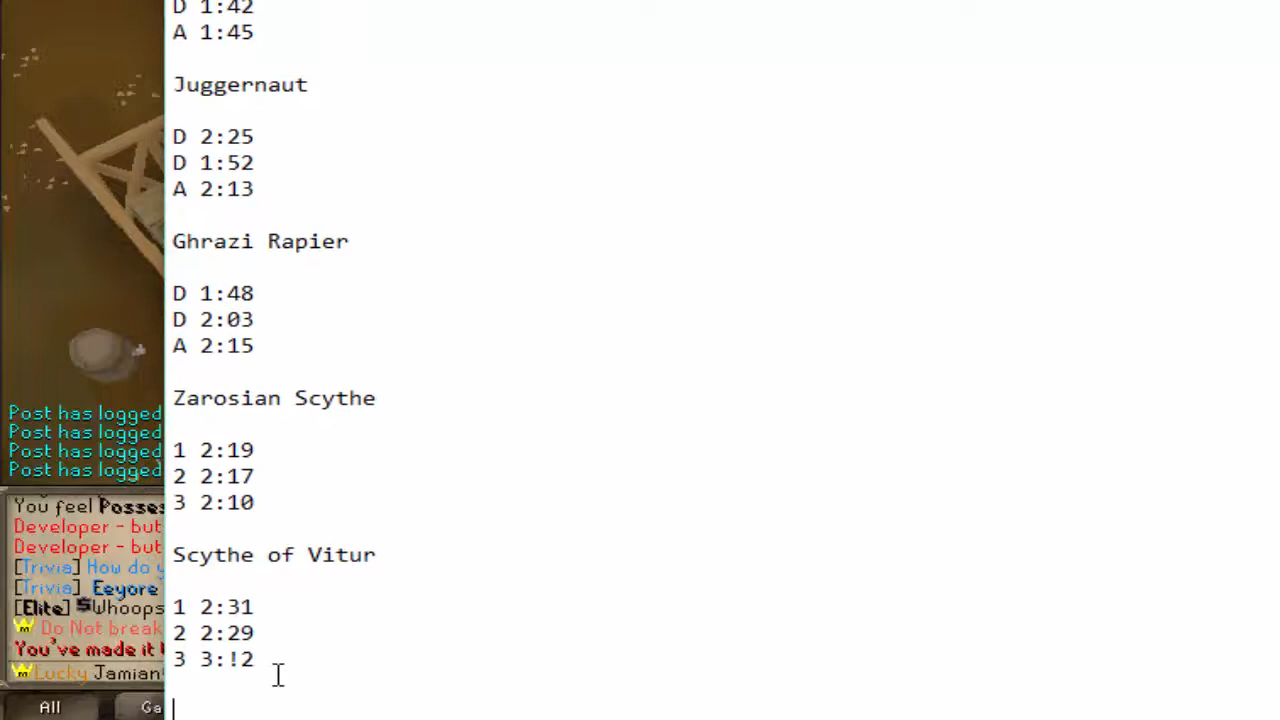 D 1:42
A 1:45
Juggernaut
D 2:25
D 1:52
A 2:13
Ghrazi Rapier
D 1:48
D 2:03
A 2:15
Zarosian Scythe
1 2:19
2 2:17
3 2:10
Scythe of Vitur
1 2:31
2 2:29
3 3:!2
Post has logged
Post has logged
Post has logged
Post has logged
You feel Posses
Developer - but
Developer - but
[Trivia] How do y
[Trivia] Eeyore
[Elite] $Whoops
Do Not break
You've made it
Lucky Jamian
All Ga